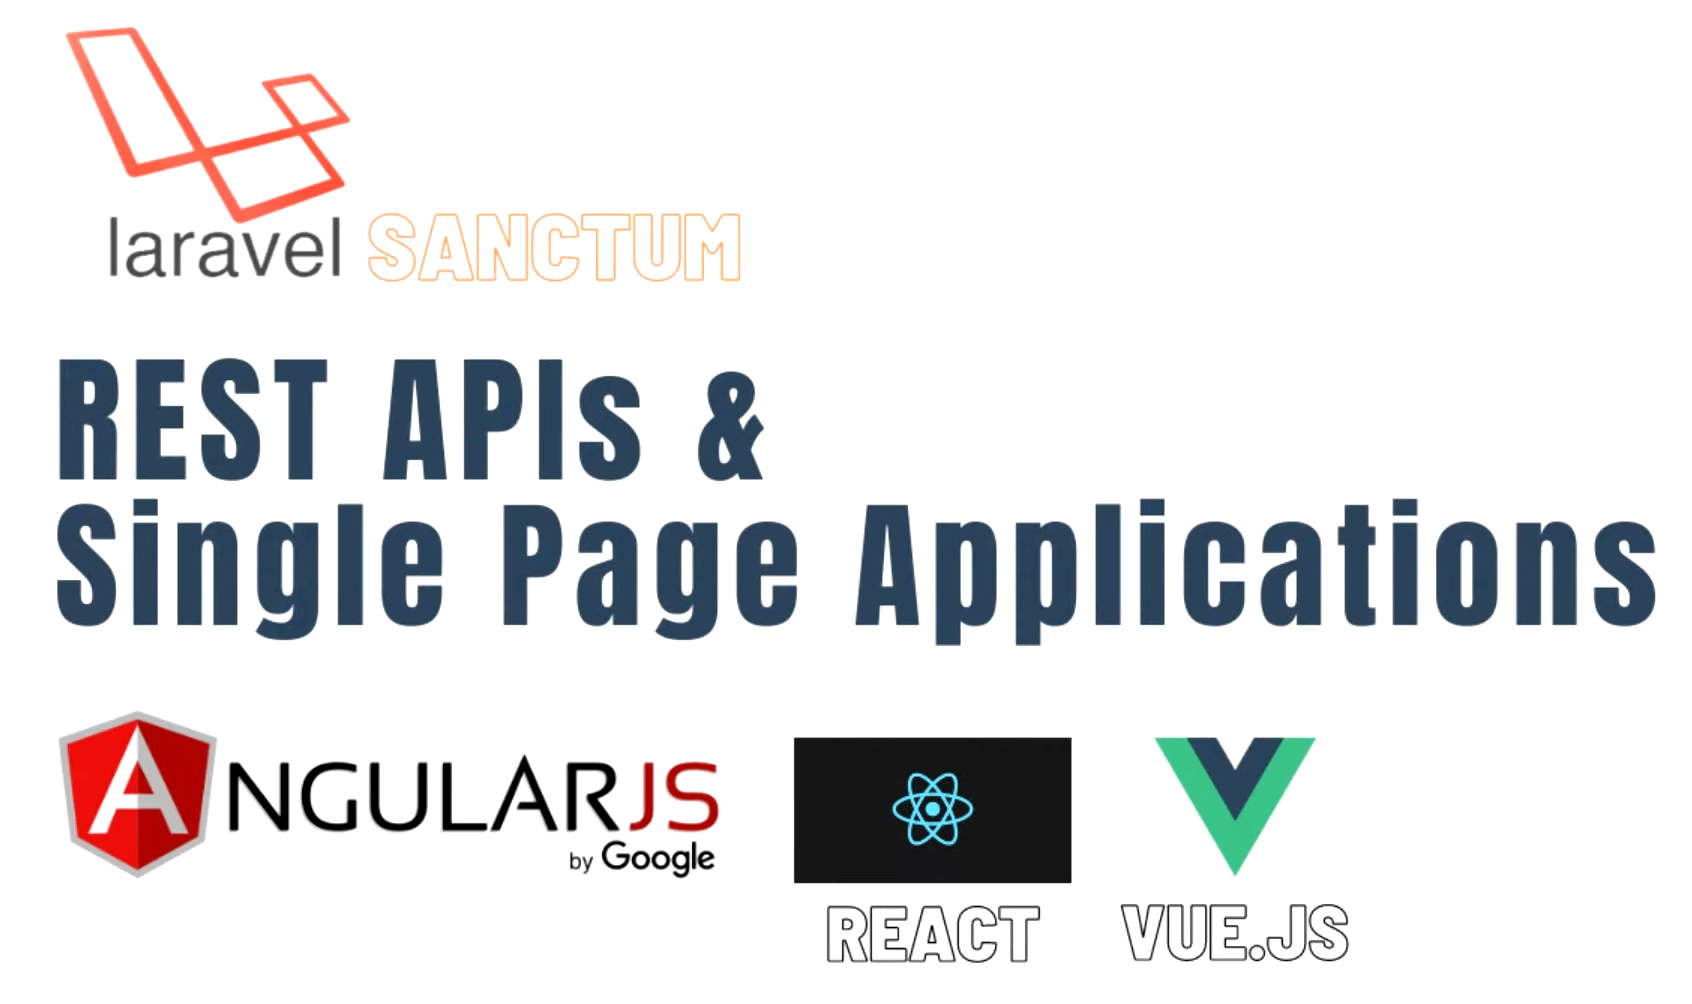 laravel SANCTUM
REST APIs &
Single Page Applications
ANGULARJS
by Google
REACT
VUE.JS